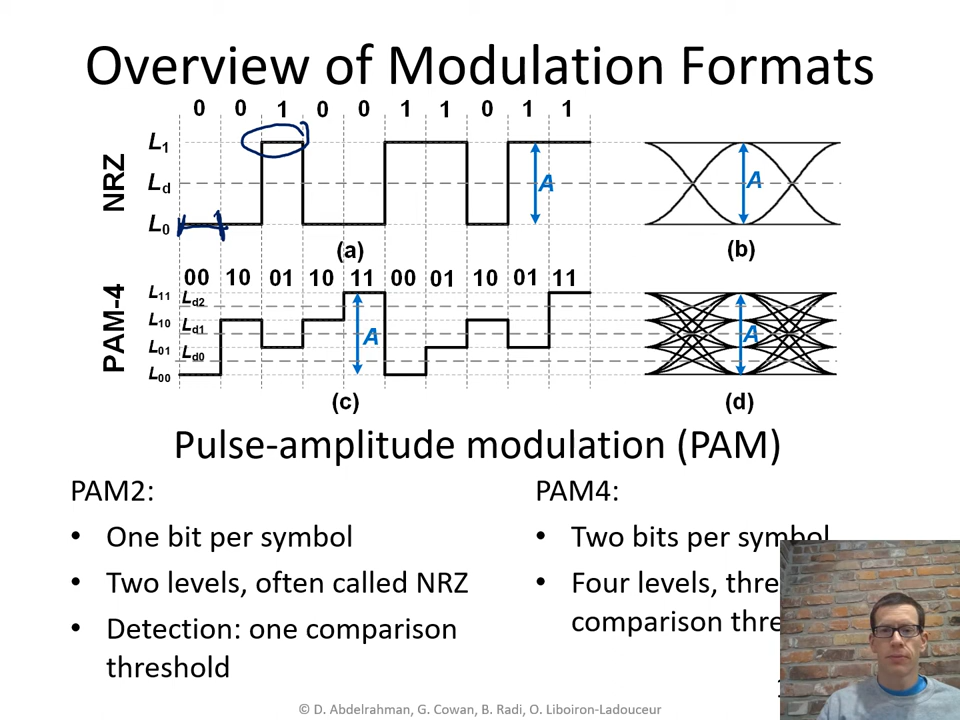 Overview of Modulation Formats
0 0 1 0 0 1 1 0 1 1
NRZ
L1
Ld
L0
A
A
(a)
(b)
00 10 01 10 11 00 01 10 01 11
PAM-4
L11
Ld2
L10
Ld1
L01
Ld0
L00
A
A
(c)
(d)
Pulse-amplitude modulation (PAM)
PAM2:
• One bit per symbol
• Two levels, often called NRZ
• Detection: one comparison
threshold
PAM4:
• Two bits per symbol
• Four levels,
comparison
© D. Abdelrahman, G. Cowan, B. Radi, O. Liboiron-Ladouceur